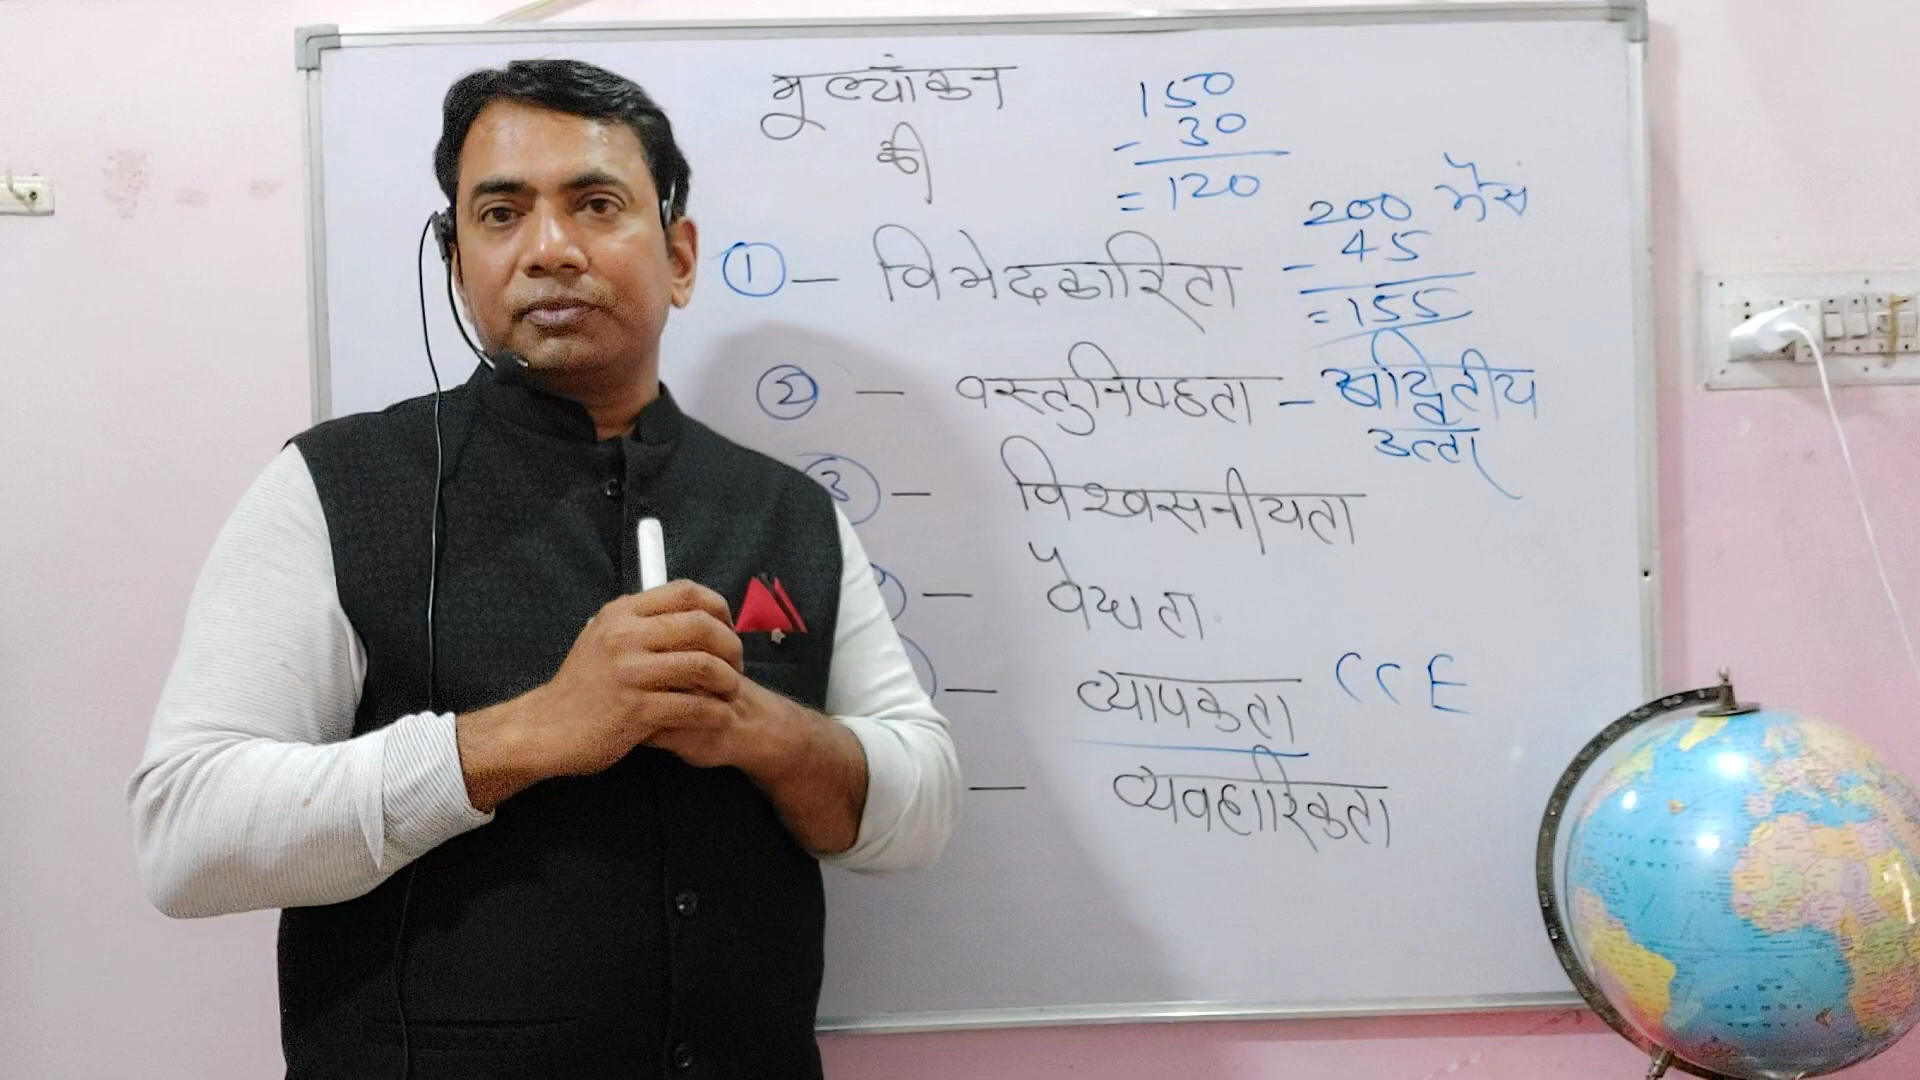 मूल्यांकन
की
150
- 30
= 120
200 भैंस
- 45
= 155
① — विभेदकारिता
② — वस्तुनिष्ठता — अद्वितीय
उत्तर
3 — विश्वसनीयता
— वैधता
— व्यापकता CCE
— व्यवहारिकता